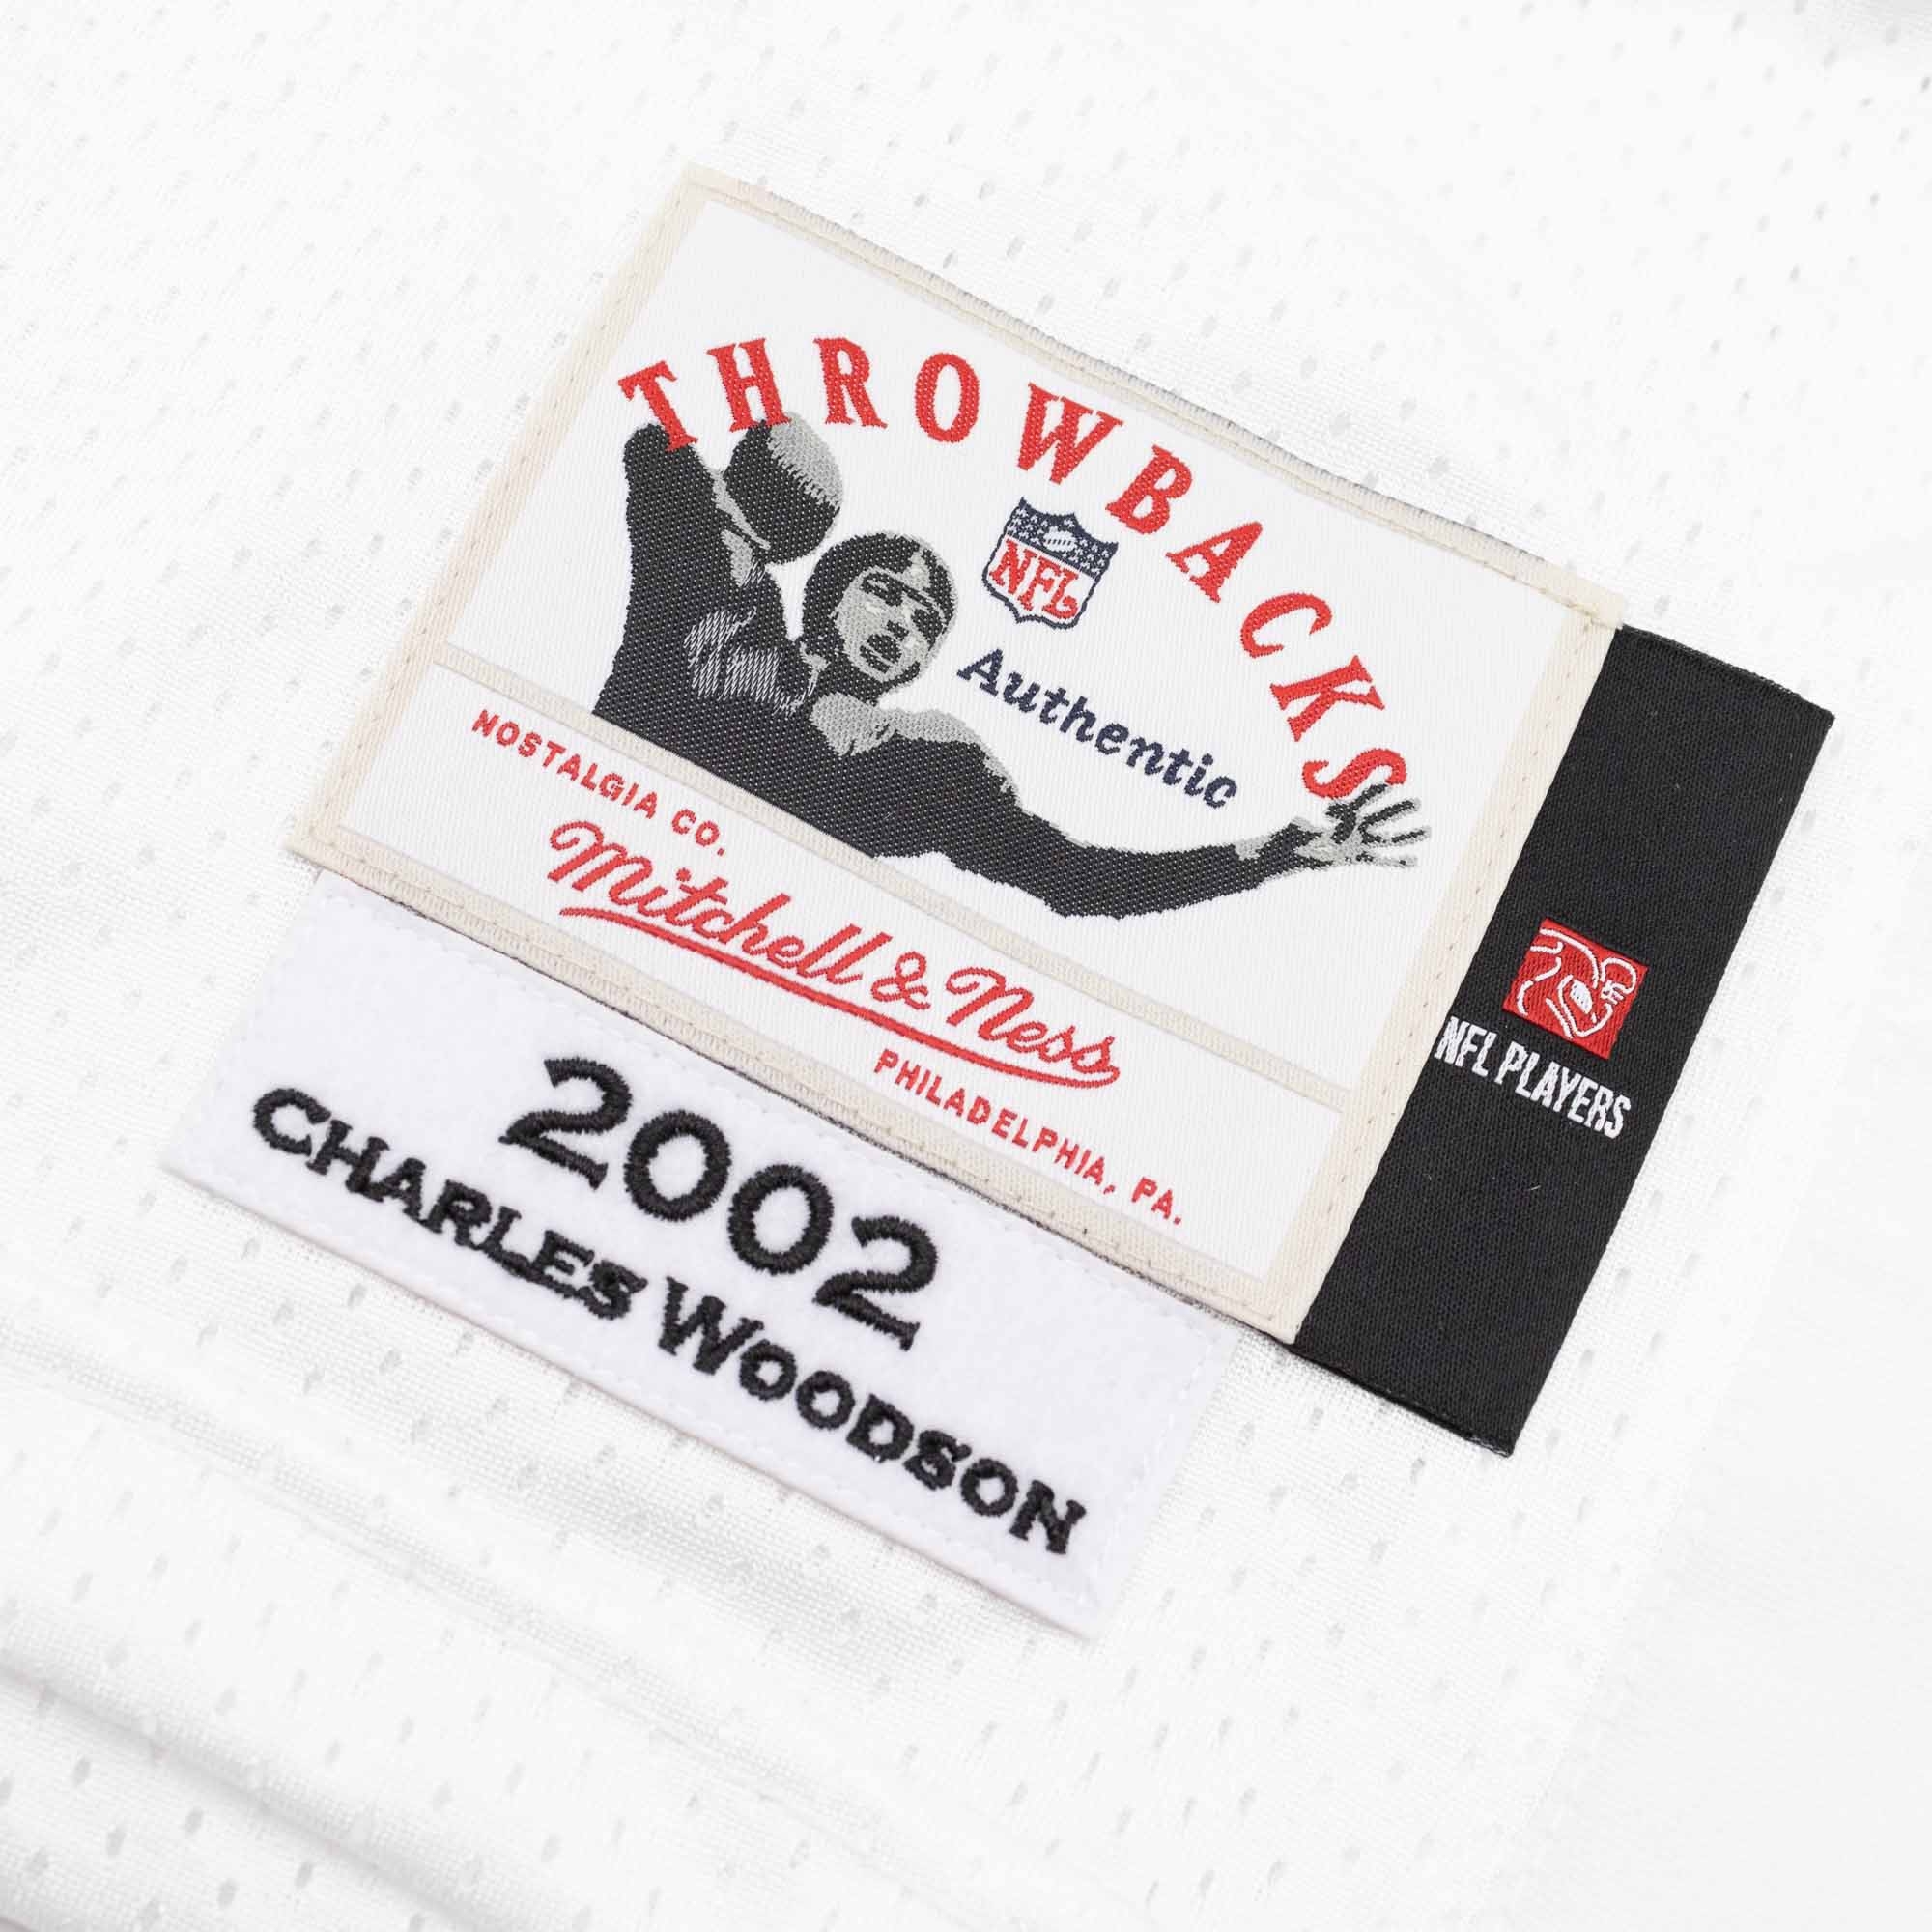 THROWBACKS
NFL
Authentic
NOSTALGIA CO.
Mitchell & Ness
PHILADELPHIA, PA.
NFL PLAYERS
2002
CHARLES WOODSON